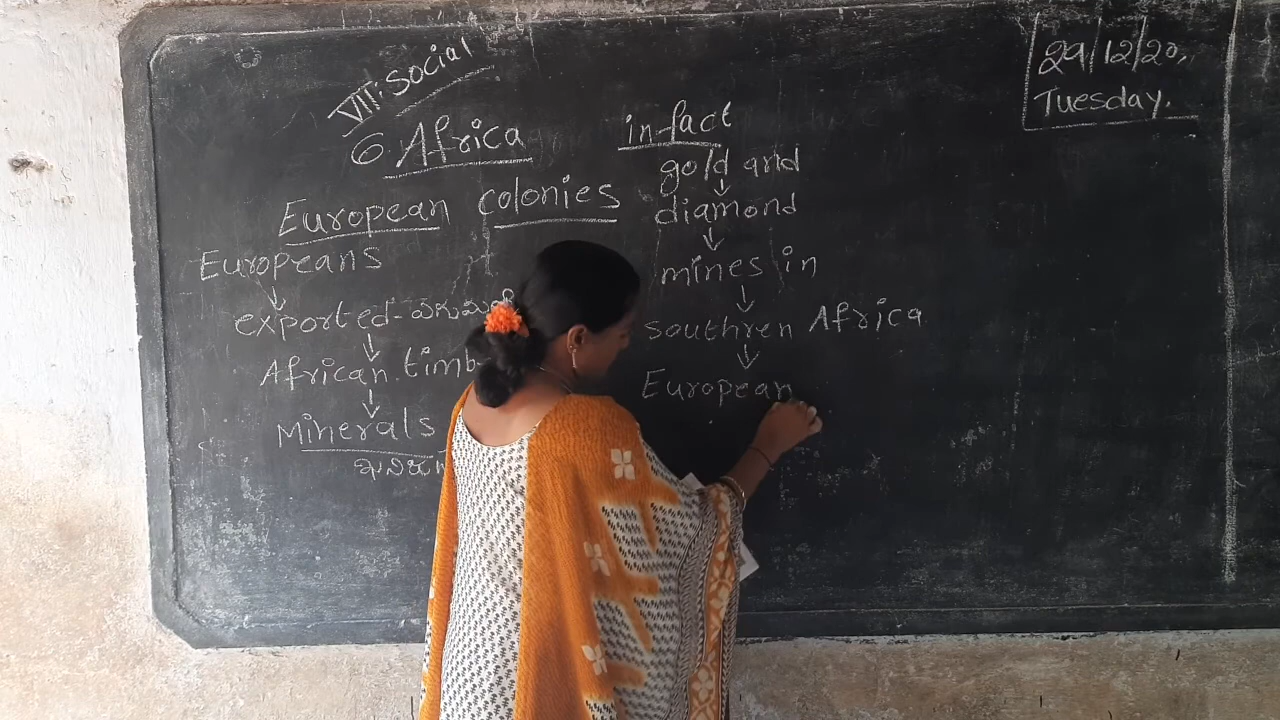 VII. Social
6. Africa
European colonies
Europeans
↓
exported-
↓
African timb
↓
Minerals
in-fact
gold and
↓
diamond
↓
mines in
↓
southren Africa
↓
European
29/12/20,
Tuesday.